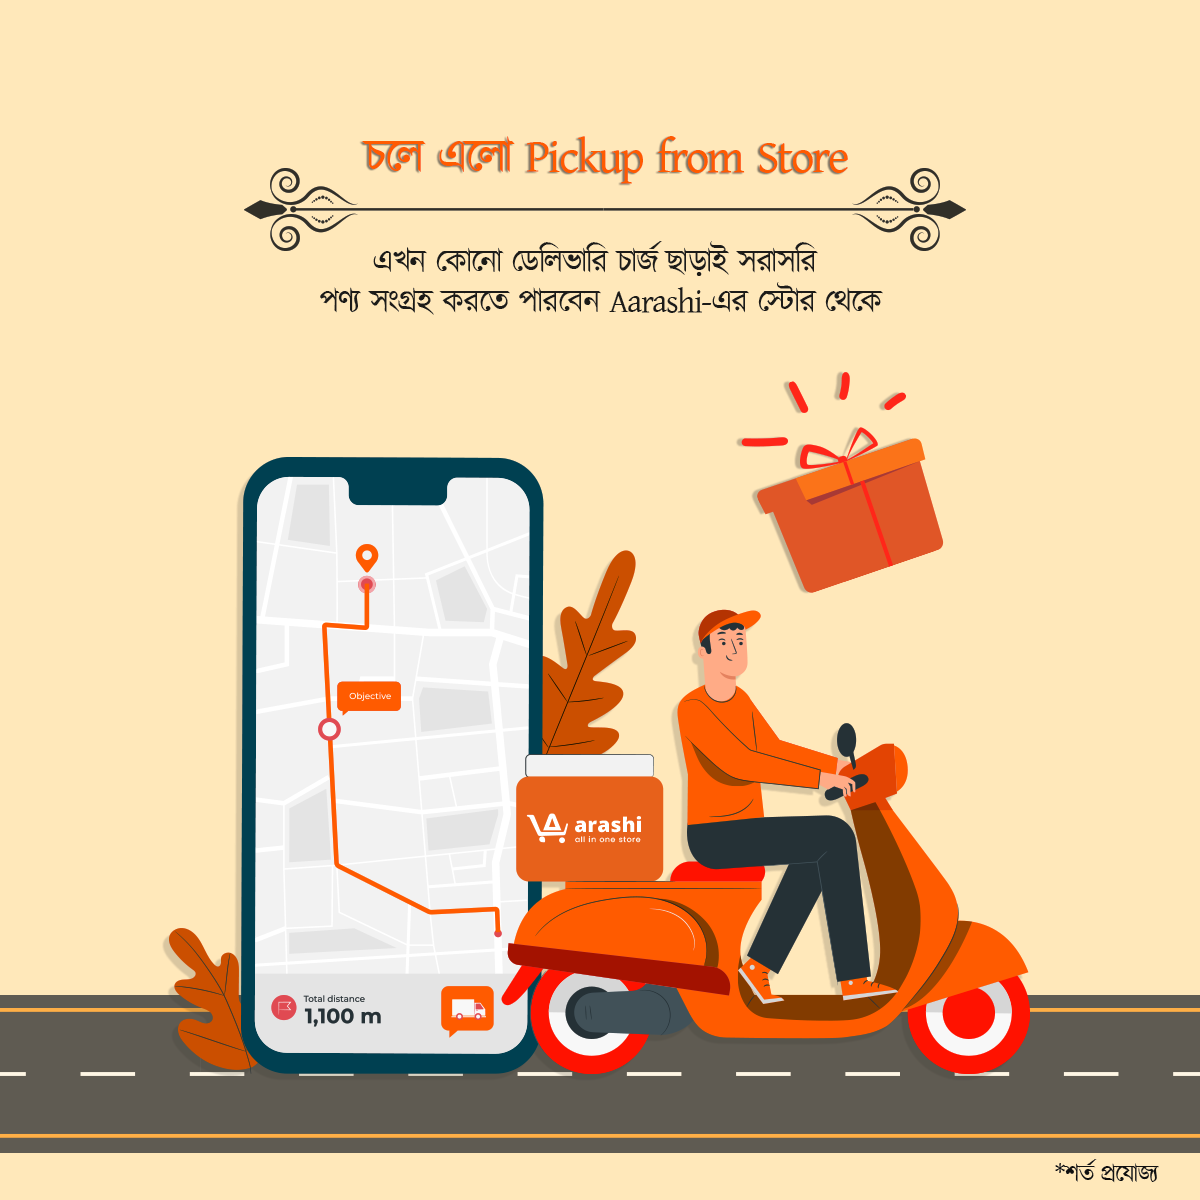 চলে এলো Pickup from Store
এখন কোনো ডেলিভারি চার্জ ছাড়াই সরাসরি
পণ্য সংগ্রহ করতে পারবেন Aarashi-এর স্টোর থেকে
Objective
Aarashi
all in one store
Total distance
1,100 m
*শর্ত প্রযোজ্য